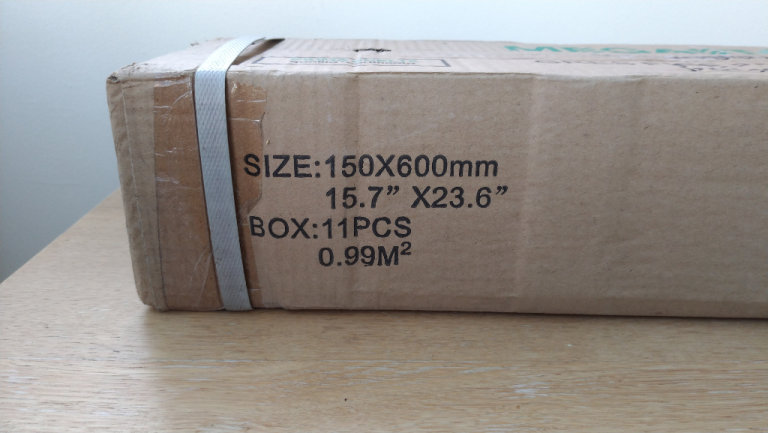 SIZE:150X600mm
15.7” X23.6”
BOX:11PCS
0.99M²